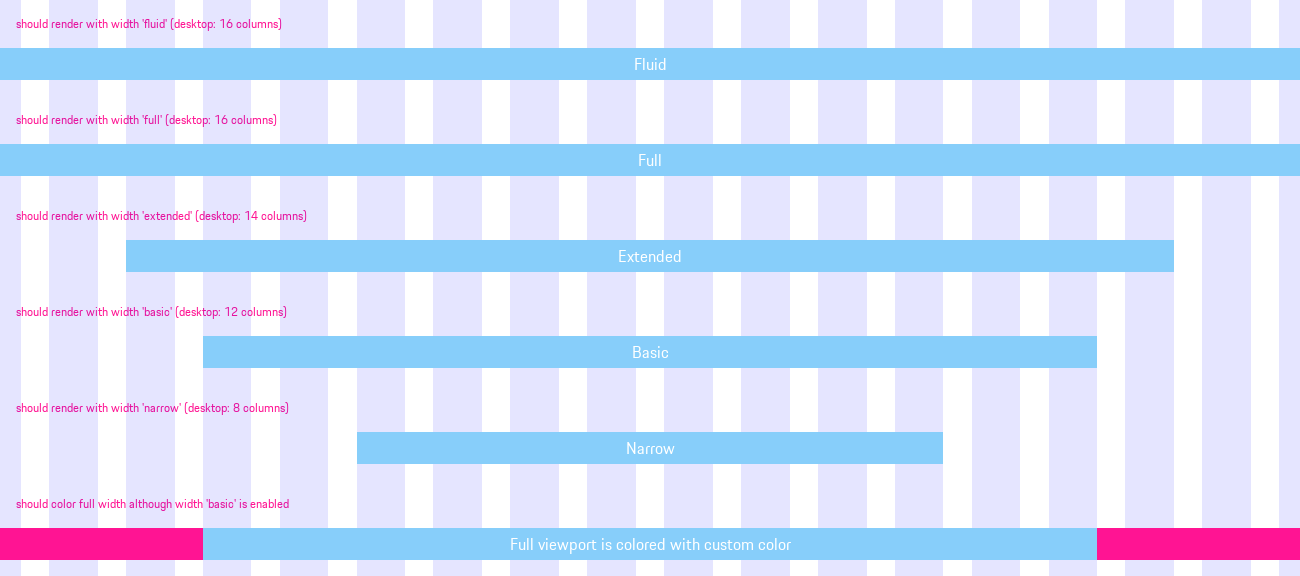 should render with width 'fluid' (desktop: 16 columns)
Fluid
should render with width 'full' (desktop: 16 columns)
Full
should render with width 'extended' (desktop: 14 columns)
Extended
should render with width 'basic' (desktop: 12 columns)
Basic
should render with width 'narrow' (desktop: 8 columns)
Narrow
should color full width although width 'basic' is enabled
Full viewport is colored with custom color